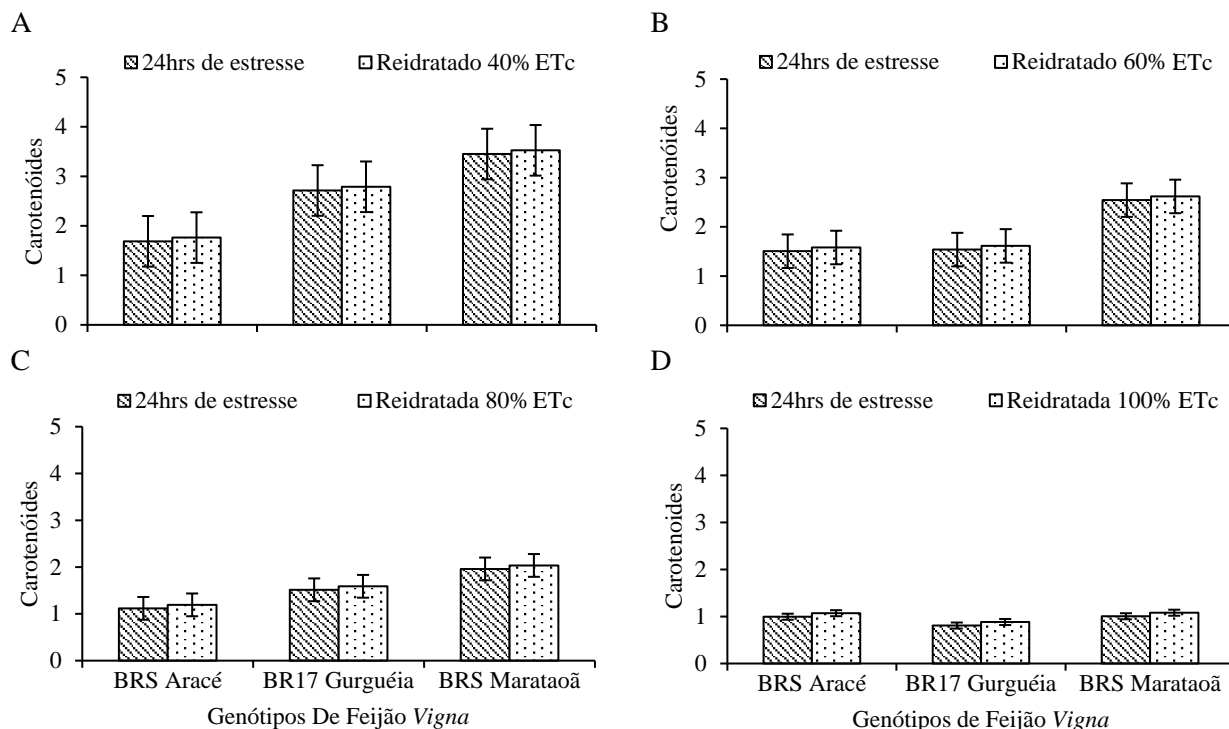 A
24hrs de estresse Reidratado 40% ETc
5
4
3
2
1
0
Carotenóides
B
24hrs de estresse Reidratado 60% ETc
5
4
3
2
1
0
Carotenóides
C
24hrs de estresse Reidratada 80% ETc
5
4
3
2
1
0
Carotenóides
BRS Aracé BR17 Gurguéia BRS Marataoã
Genótipos De Feijão Vigna
D
24hrs de estresse Reidratada 100% ETc
5
4
3
2
1
0
Carotenoides
BRS Aracé BR17 Gurguéia BRS Marataoã
Genótipos de Feijão Vigna